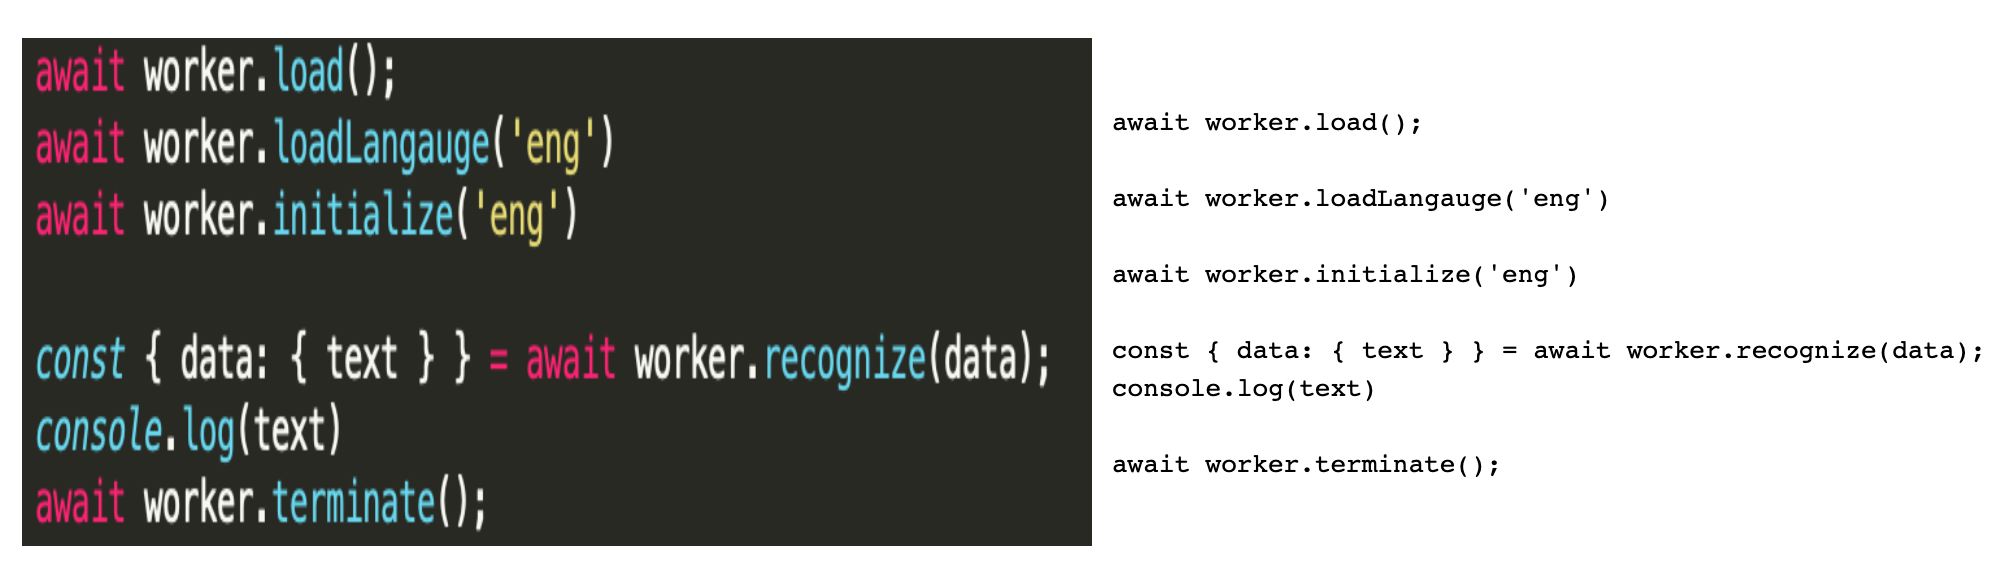 await worker.load();
await worker.loadLangauge('eng')
await worker.initialize('eng')
const { data: { text } } = await worker.recognize(data);
console.log(text)
await worker.terminate();
await worker.load();
await worker.loadLangauge('eng')
await worker.initialize('eng')
const { data: { text } } = await worker.recognize(data);
console.log(text)
await worker.terminate();